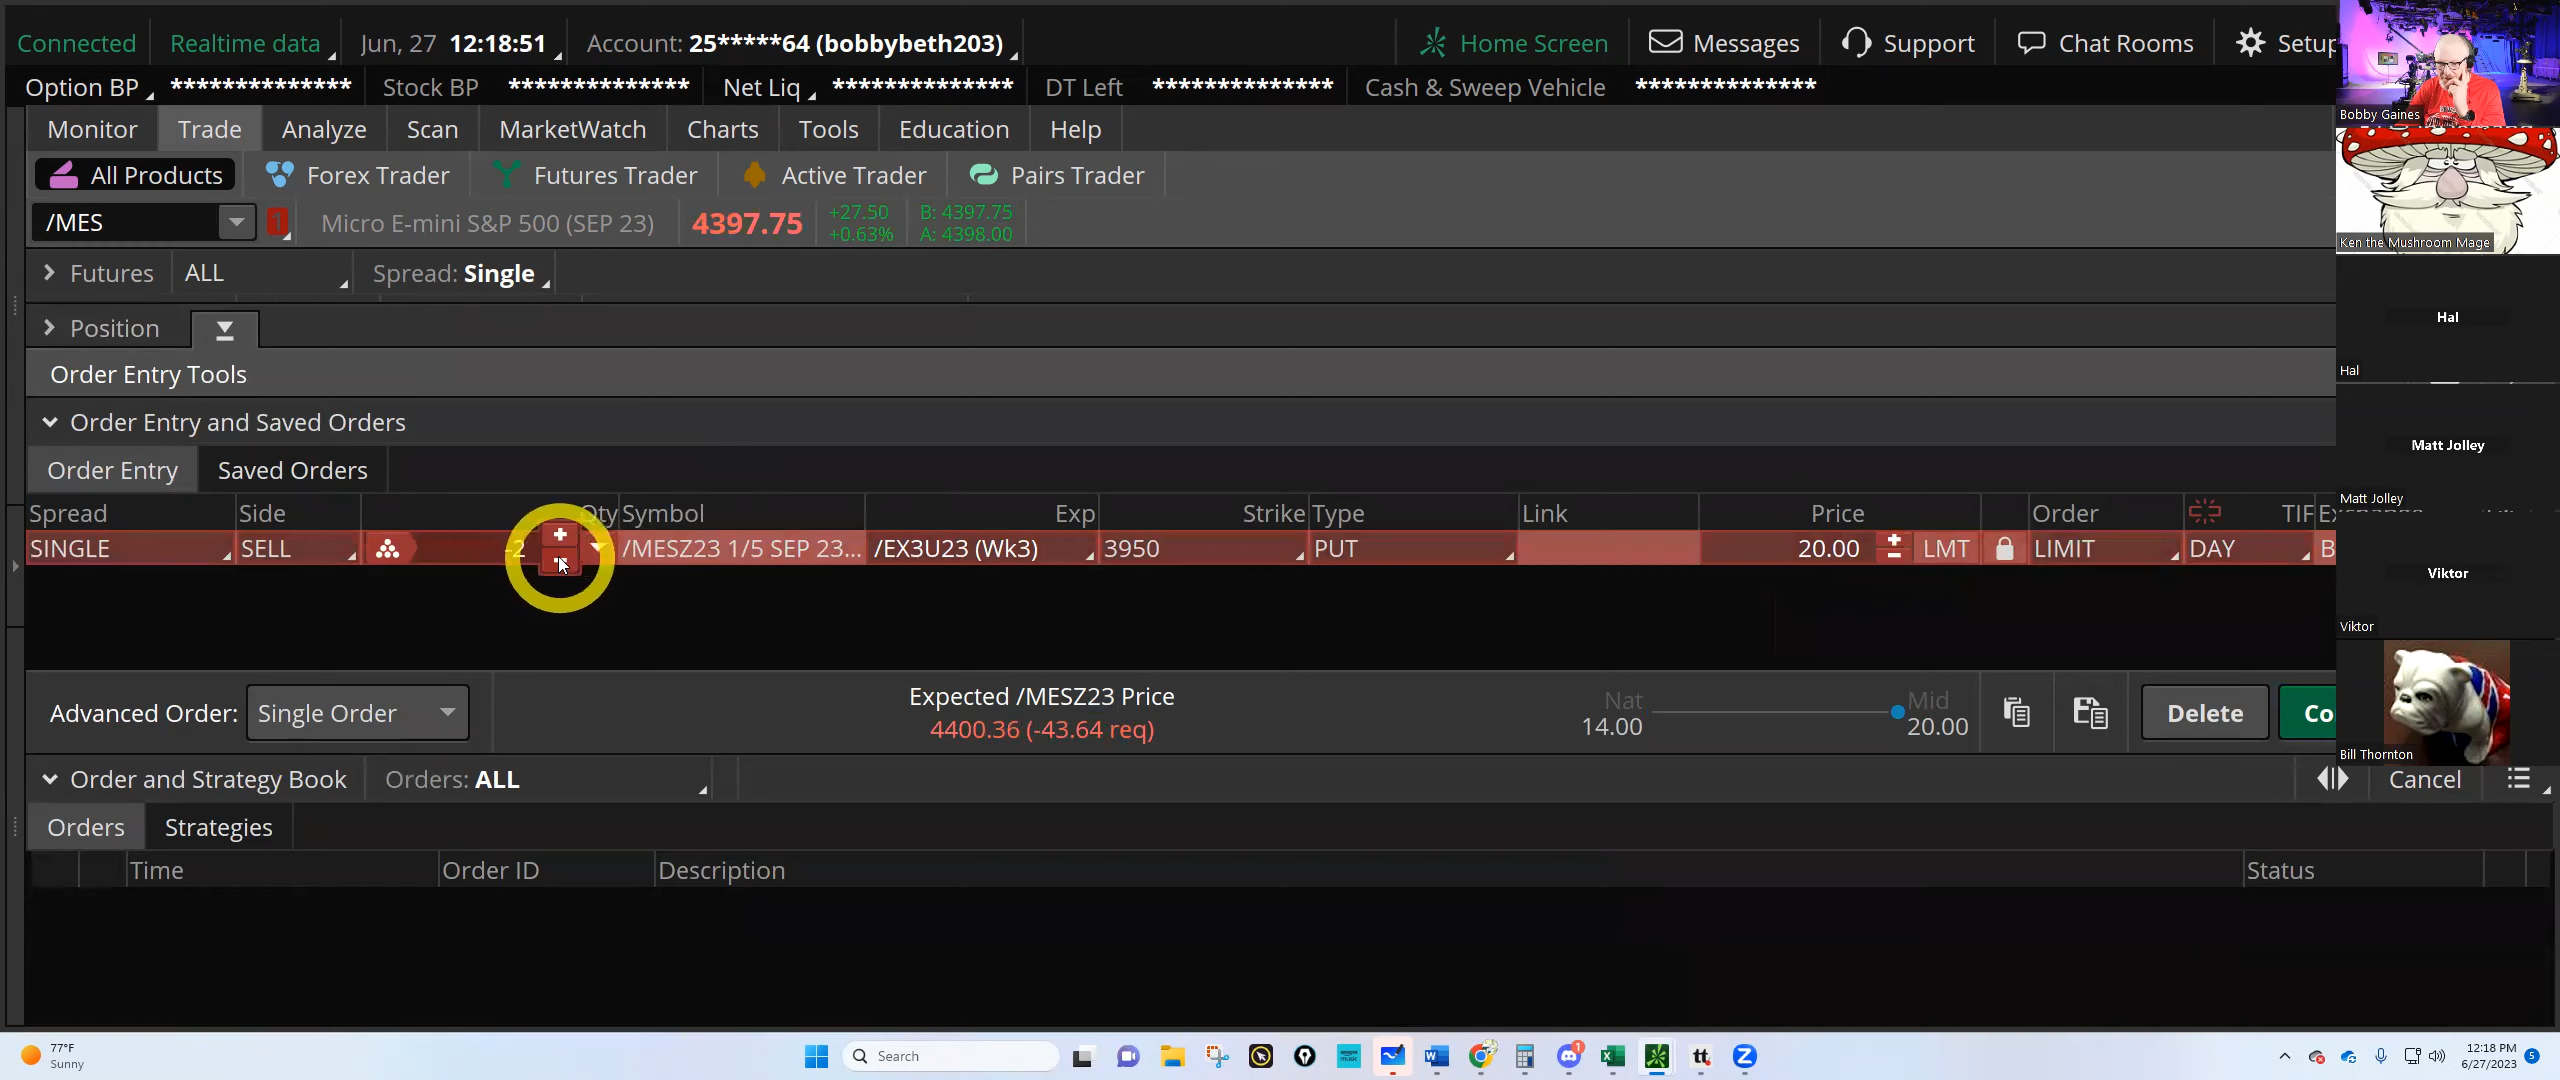 Connected Realtime data Jun, 27 12:18:51 Account: 25*****64 (bobbybeth203) Home Screen Messages Support Chat Rooms Setup
Option BP ************** Stock BP ************** Net Liq ************** DT Left ************** Cash & Sweep Vehicle **************
Monitor Trade Analyze Scan MarketWatch Charts Tools Education Help
Bobby Gaines
All Products Forex Trader Futures Trader Active Trader Pairs Trader
/MES 1 Micro E-mini S&P 500 (SEP 23) 4397.75 +27.50 B: 4397.75
+0.63% A: 4398.00
Ken the Mushroom Mage
Futures ALL Spread: Single
Hal
Position
Hal
Order Entry Tools
Order Entry and Saved Orders
Matt Jolley
Order Entry Saved Orders
Matt Jolley
Spread Side Qty Symbol Exp Strike Type Link Price Order TIF
SINGLE SELL -2 /MESZ23 1/5 SEP 23... /EX3U23 (Wk3) 3950 PUT 20.00 LMT LIMIT DAY B
Viktor
Viktor
Advanced Order: Single Order Expected /MESZ23 Price
4400.36 (-43.64 req)
Nat Mid
14.00 20.00
Delete Co
Bill Thornton
Order and Strategy Book Orders: ALL Cancel
Orders Strategies
Time Order ID Description Status
77°F
Sunny
Search
music
tt
1
12:18 PM
6/27/2023
5